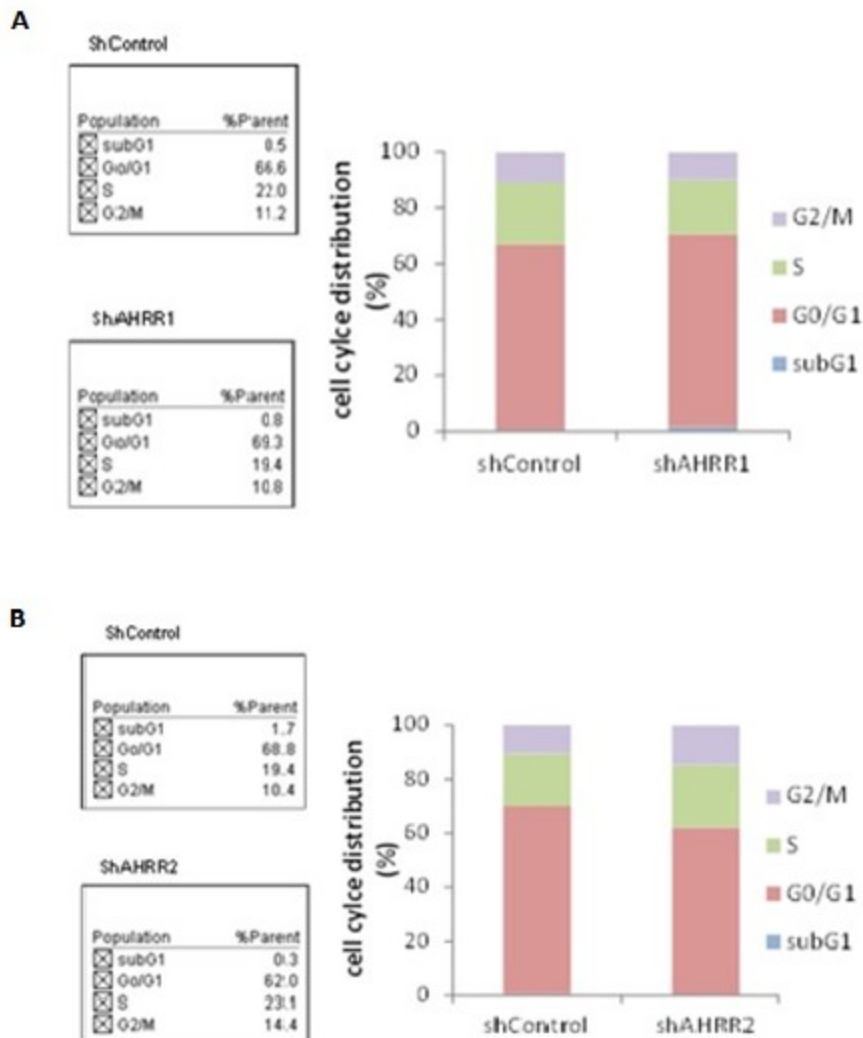 A
ShControl
Population %Parent
subG1 0.5
Go/G1 66.6
S 22.0
G2/M 11.2
ShAHRR1
Population %Parent
subG1 0.8
Go/G1 69.3
S 19.4
G2/M 10.8
cell cylce distribution
(%)
100
80
60
40
20
0
shControl shAHRR1
G2/M
S
G0/G1
subG1
B
ShControl
Population %Parent
subG1 1.7
Go/G1 68.8
S 19.4
G2/M 10.4
ShAHRR2
Population %Parent
subG1 0.3
Go/G1 62.0
S 23.1
G2/M 14.4
cell cylce distribution
(%)
100
80
60
40
20
0
shControl shAHRR2
G2/M
S
G0/G1
subG1